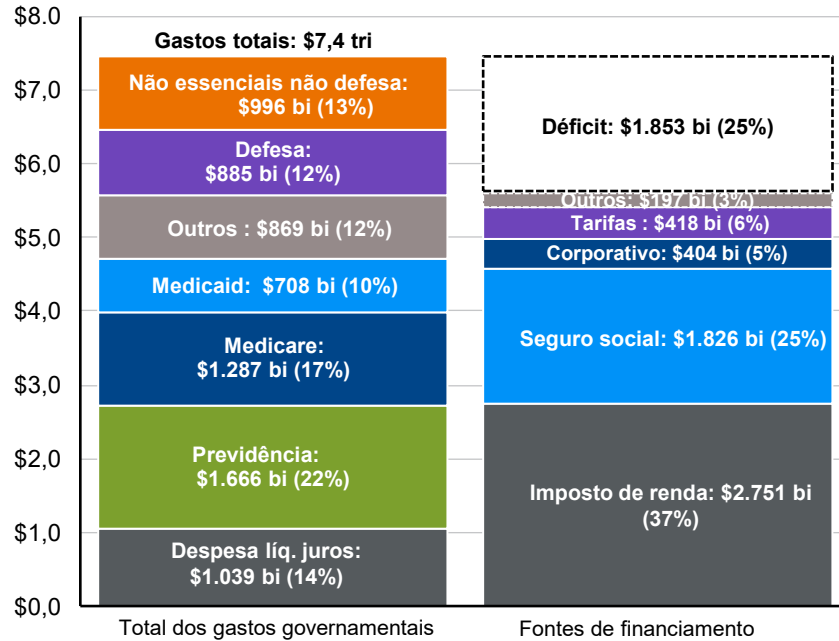 $8.0
$7,0
$6,0
$5,0
$4,0
$3,0
$2,0
$1,0
$0,0
Gastos totais: $7,4 tri
Não essenciais não defesa:
$996 bi (13%)
Defesa:
$885 bi (12%)
Outros : $869 bi (12%)
Medicaid: $708 bi (10%)
Medicare:
$1.287 bi (17%)
Previdência:
$1.666 bi (22%)
Despesa líq. juros:
$1.039 bi (14%)
Total dos gastos governamentais
Déficit: $1.853 bi (25%)
Outros: $197 bi (3%)
Tarifas : $418 bi (6%)
Corporativo: $404 bi (5%)
Seguro social: $1.826 bi (25%)
Imposto de renda: $2.751 bi
(37%)
Fontes de financiamento